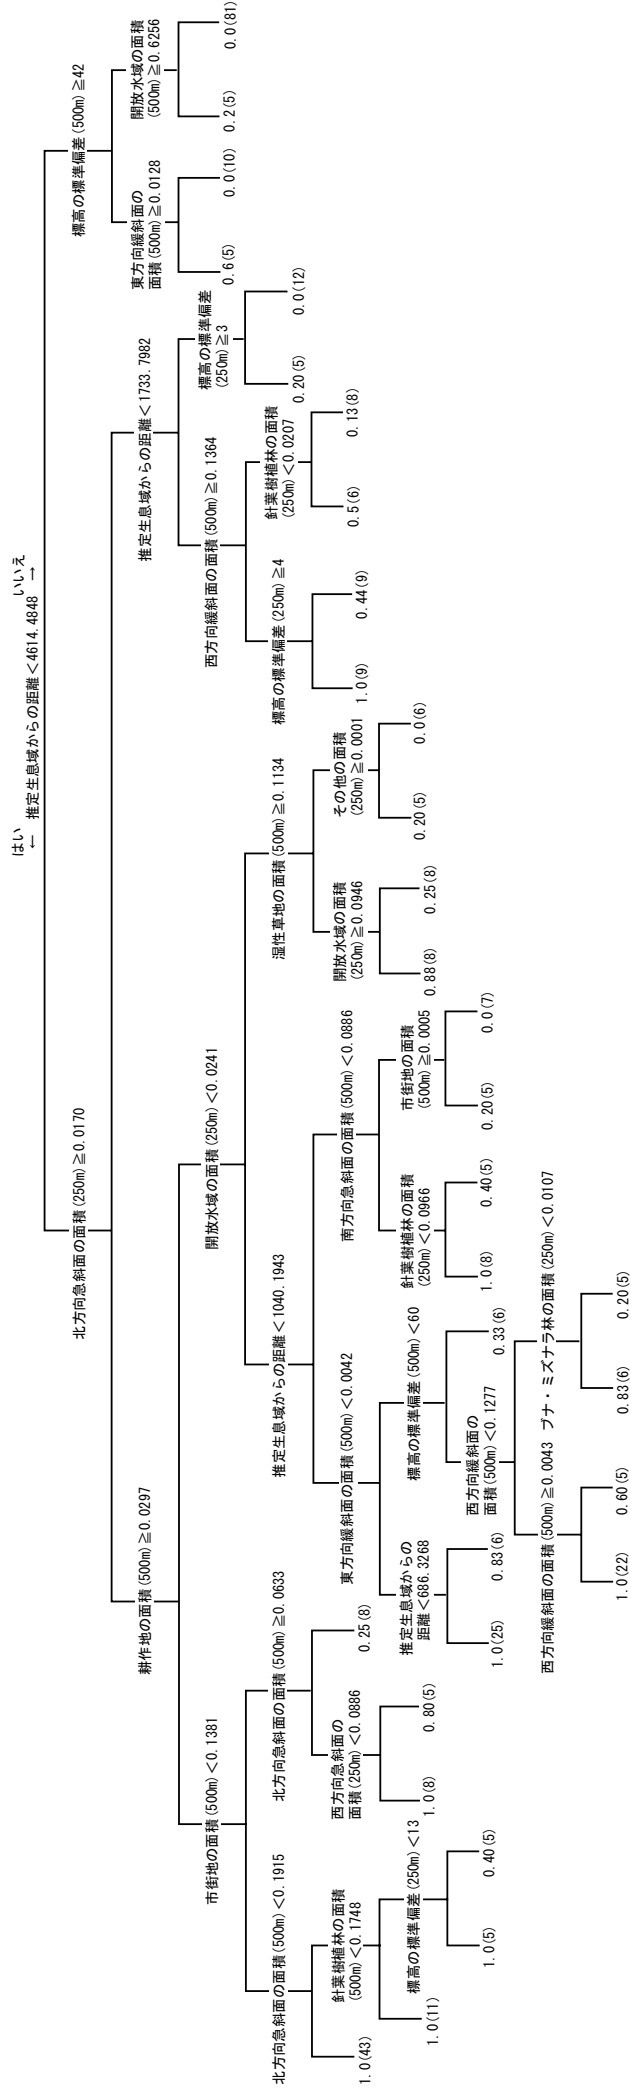 はい　いいえ
←　推定生息域からの距離＜4614.4848　→
北方向急斜面の面積(250m)≧0.0170
標高の標準偏差(500m)≧42
耕作地の面積(500m)≧0.0297
推定生息域からの距離＜1733.7982
東方向緩斜面の
面積(500m)≧0.0128
開放水域の面積
(500m)≧0.6256
市街地の面積(500m)＜0.1381
開放水域の面積(250m)＜0.0241
西方向緩斜面の面積(500m)≧0.1364
標高の標準偏差
(250m)≧3
0.6(5)
0.0(10)
0.2(5)
0.0(81)
北方向急斜面の面積(500m)＜0.1915
北方向急斜面の面積(500m)≧0.0633
推定生息域からの距離＜1040.1943
湿性草地の面積(500m)≧0.1134
標高の標準偏差(250m)≧4
針葉樹植林の面積
(250m)＜0.0207
0.20(5)
0.0(12)
1.0(43)
針葉樹植林の面積
(500m)＜0.1748
西方向急斜面の
面積(250m)＜0.0886
0.25(8)
東方向緩斜面の面積(500m)＜0.0042
南方向急斜面の面積(500m)＜0.0886
開放水域の面積
(250m)≧0.0946
その他の面積
(250m)≧0.0001
1.0(9)
0.44(9)
0.5(6)
0.13(8)
1.0(11)
標高の標準偏差(250m)＜13
1.0(8)
0.80(5)
推定生息域からの
距離＜686.3268
標高の標準偏差(500m)＜60
針葉樹植林の面積
(250m)＜0.0966
市街地の面積
(500m)≧0.0005
0.88(8)
0.25(8)
0.20(5)
0.0(6)
1.0(5)
0.40(5)
1.0(25)
0.83(6)
西方向緩斜面の
面積(500m)＜0.1277
0.33(6)
1.0(8)
0.40(5)
0.20(5)
0.0(7)
西方向緩斜面の面積(500m)≧0.0043
ブナ・ミズナラ林の面積(250m)＜0.0107
1.0(22)
0.60(5)
0.83(6)
0.20(5)